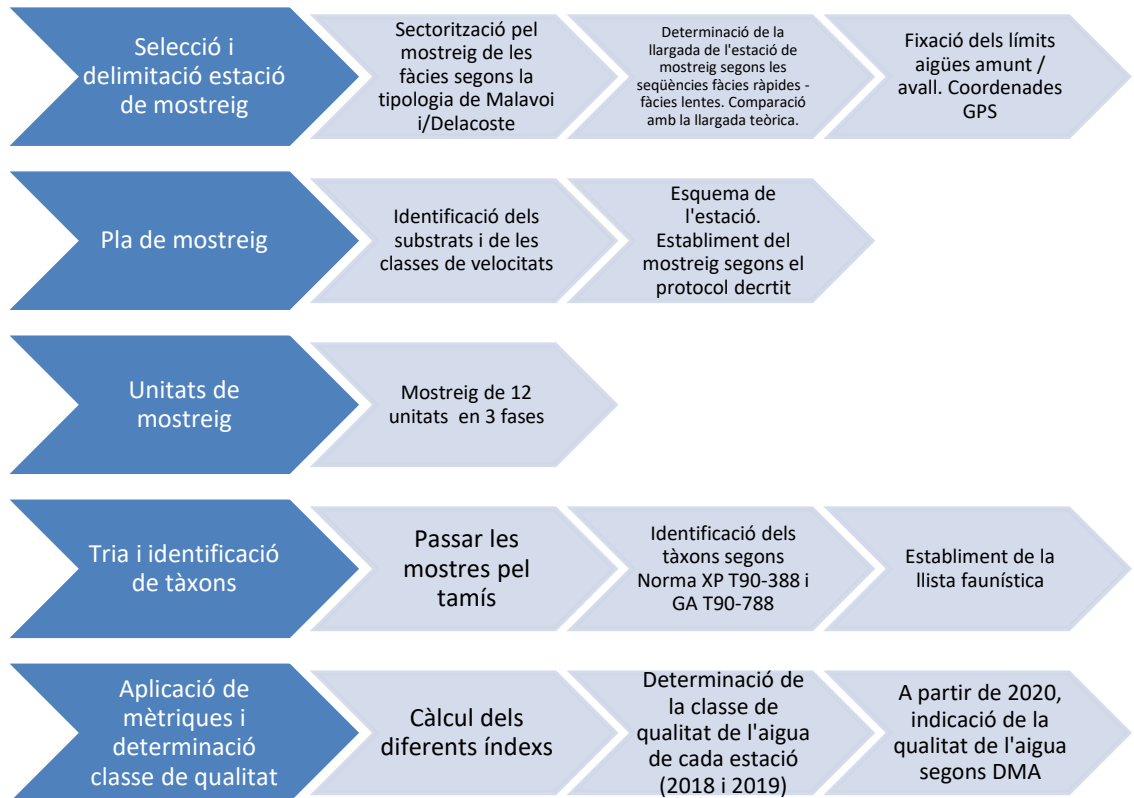 Selecció i
delimitació estació
de mostreig
Sectorització pel
mostreig de les
fàcies segons la
tipologia de Malavoi
i/Delacoste
Determinació de la
llargada de l'estació de
mostreig segons les
seqüències fàcies ràpides -
fàcies lentes. Comparació
amb la llargada teòrica.
Fixació dels límits
aigües amunt /
avall. Coordenades
GPS
Pla de mostreig
Identificació dels
substrats i de les
classes de velocitats
Esquema de
l'estació.
Establiment del
mostreig segons el
protocol decrtit
Unitats de
mostreig
Mostreig de 12
unitats en 3 fases
Tria i identificació
de tàxons
Passar les
mostres pel
tamís
Identificació dels
tàxons segons
Norma XP T90-388 i
GA T90-788
Establiment de la
llista faunística
Aplicació de
mètriques i
determinació
classe de qualitat
Càlcul dels
diferents índexs
Determinació de
la classe de
qualitat de l'aigua
de cada estació
(2018 i 2019)
A partir de 2020,
indicació de la
qualitat de l'aigua
segons DMA